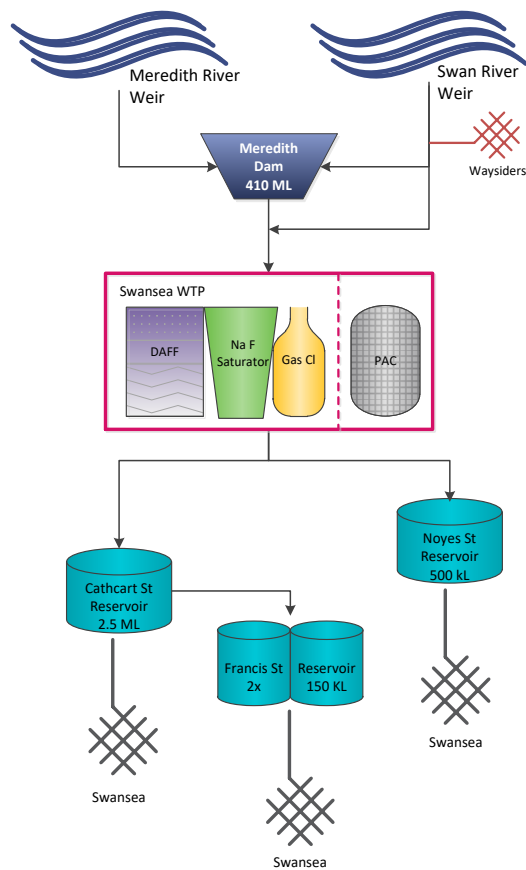 Meredith River
Weir
Swan River
Weir
Meredith
Dam
410 ML
Waysiders
Swansea WTP
DAFF
Na F
Saturator
Gas Cl
PAC
Noyes St
Reservoir
500 kL
Cathcart St
Reservoir
2.5 ML
Francis St
2x
Reservoir
150 KL
Swansea
Swansea
Swansea